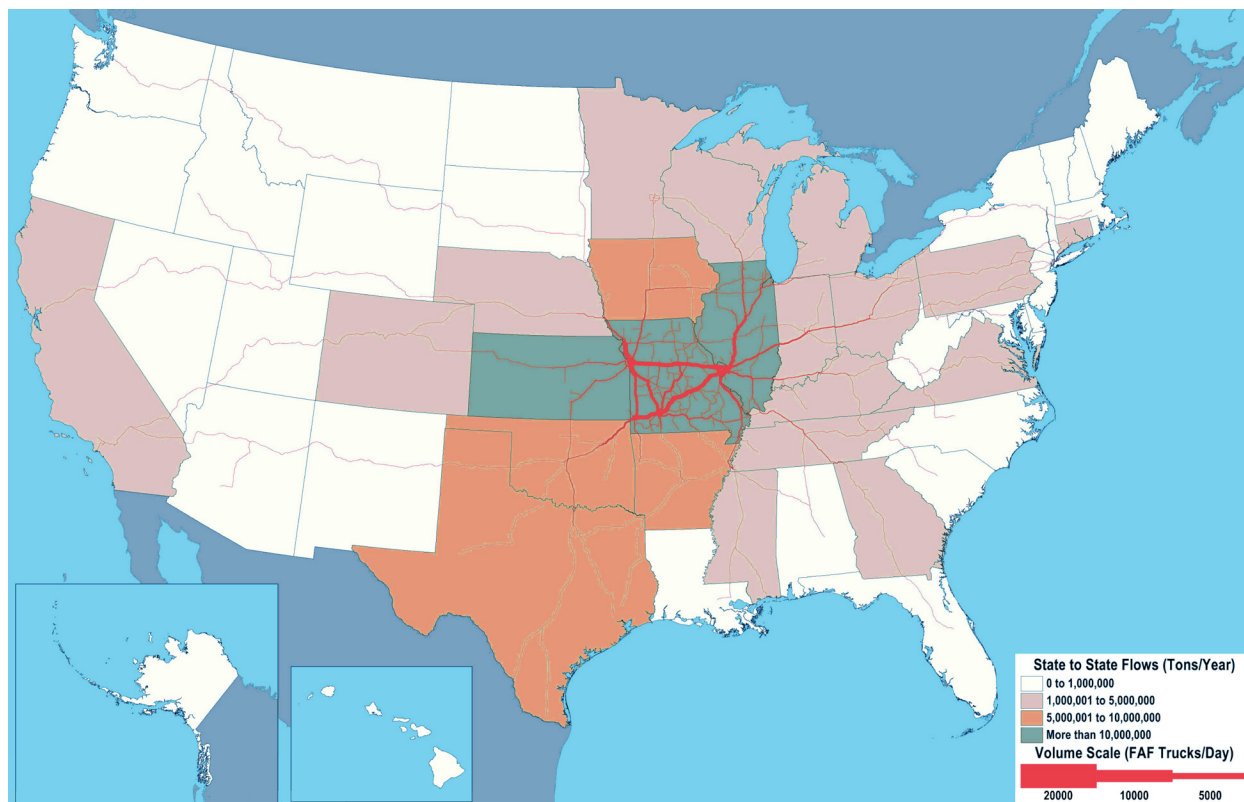 State to State Flows (Tons/Year)
0 to 1,000,000
1,000,001 to 5,000,000
5,000,001 to 10,000,000
More than 10,000,000
Volume Scale (FAF Trucks/Day)
20000 10000 5000